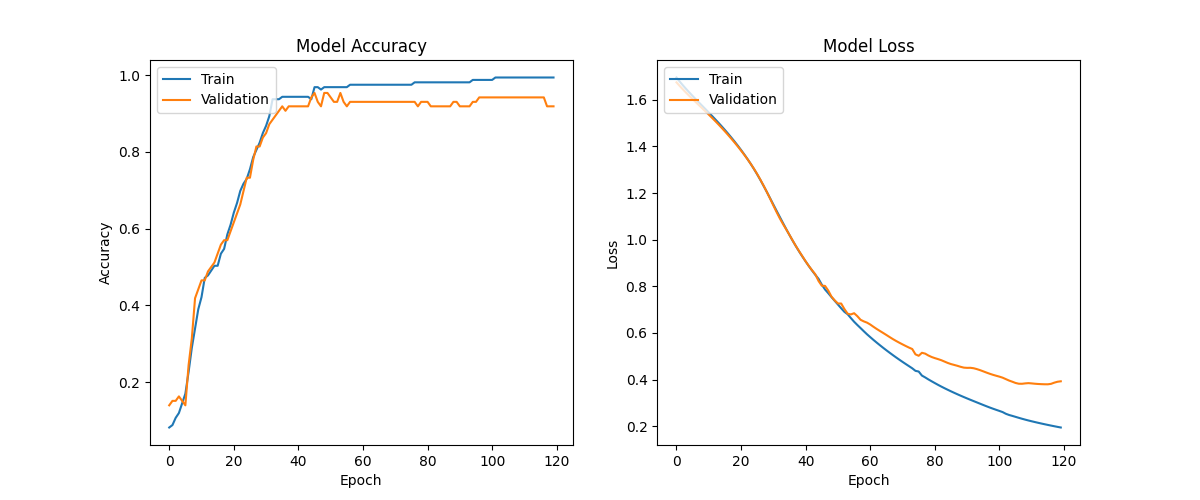 Model Accuracy
Train
Validation
1.0
0.8
0.6
0.4
0.2
Accuracy
0 20 40 60 80 100 120
Epoch
Model Loss
Train
Validation
1.6
1.4
1.2
1.0
0.8
0.6
0.4
0.2
Loss
0 20 40 60 80 100 120
Epoch